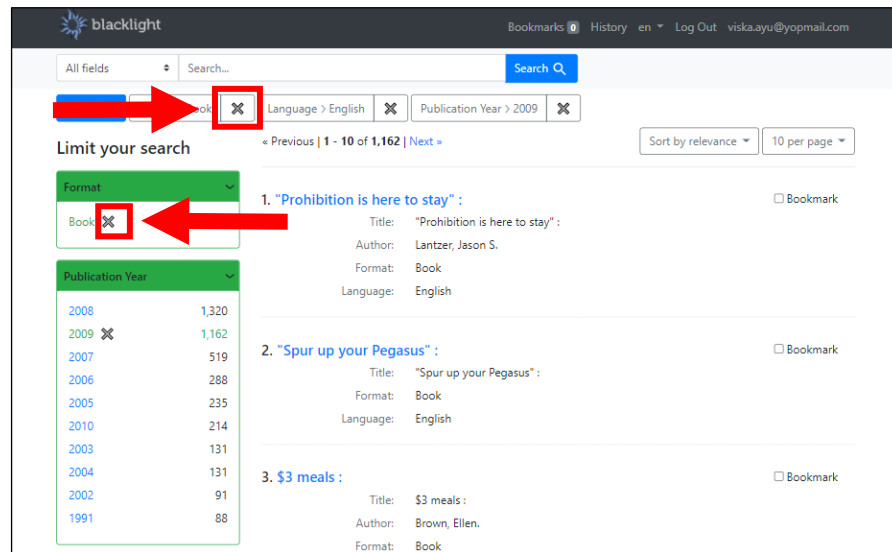 blacklight
Bookmarks 0 History en Log Out viska.ayu@yopmail.com
All fields Search... Search
Book Language > English Publication Year > 2009
Limit your search
« Previous | 1 - 10 of 1,162 | Next »
Sort by relevance 10 per page
Format
Book
Publication Year
2008 1,320
2009 1,162
2007 519
2006 288
2005 235
2010 214
2003 131
2004 131
2002 91
1991 88
1. "Prohibition is here to stay" :
Bookmark
Title: "Prohibition is here to stay" :
Author: Lantzer, Jason S.
Format: Book
Language: English
2. "Spur up your Pegasus" :
Bookmark
Title: "Spur up your Pegasus" :
Format: Book
Language: English
3. $3 meals :
Bookmark
Title: $3 meals :
Author: Brown, Ellen.
Format: Book